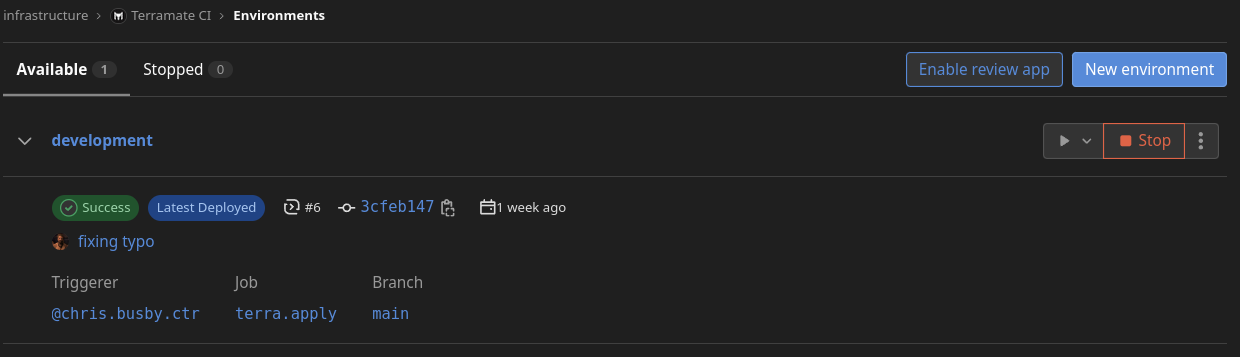 infrastructure > Terramate CI > Environments
Available 1 Stopped 0 Enable review app New environment
development Stop
Success Latest Deployed #6 3cfeb147 1 week ago
fixing typo
Triggerer Job Branch
@chris.busby.ctr terra.apply main